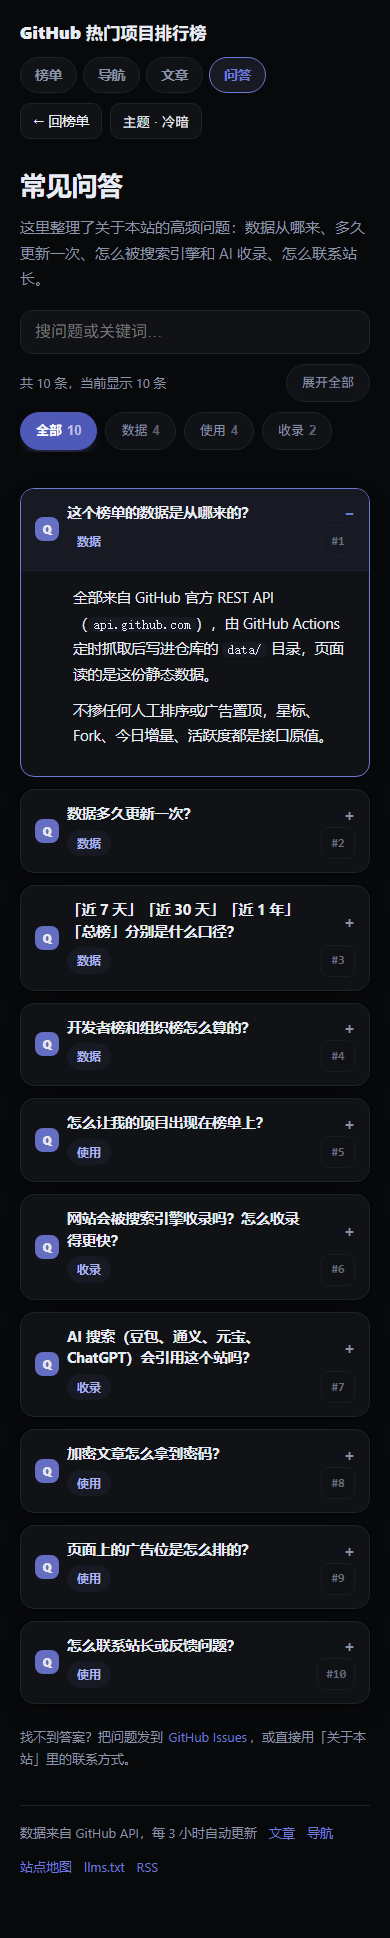 GitHub 热门项目排行榜
榜单 导航 文章 问答
← 回榜单 主题 · 冷暗
常见问答
这里整理了关于本站的高频问题：数据从哪来、多久
更新一次、怎么被搜索引擎和 AI 收录、怎么联系站
长。
搜问题或关键词...
共 10 条，当前显示 10 条 展开全部
全部 10 数据 4 使用 4 收录 2
Q 这个榜单的数据是从哪来的？ −
数据 #1
全部来自 GitHub 官方 REST API
（ api.github.com ），由 GitHub Actions
定时抓取后写进仓库的 data/ 目录，页面
读的是这份静态数据。
不掺任何人工排序或广告置顶，星标、
Fork、今日增量、活跃度都是接口原值。
Q 数据多久更新一次？ +
数据 #2
Q 「近 7 天」「近 30 天」「近 1 年」
「总榜」分别是什么口径？ +
数据 #3
Q 开发者榜和组织榜怎么算的？ +
数据 #4
Q 怎么让我的项目出现在榜单上？ +
使用 #5
Q 网站会被搜索引擎收录吗？怎么收录
得更快？ +
收录 #6
Q AI 搜索（豆包、通义、元宝、
ChatGPT）会引用这个站吗？ +
收录 #7
Q 加密文章怎么拿到密码？ +
使用 #8
Q 页面上的广告位是怎么排的？ +
使用 #9
Q 怎么联系站长或反馈问题？ +
使用 #10
找不到答案？把问题发到 GitHub Issues ，或直接用「关于本
站」里的联系方式。
数据来自 GitHub API，每 3 小时自动更新 文章 导航
站点地图 llms.txt RSS